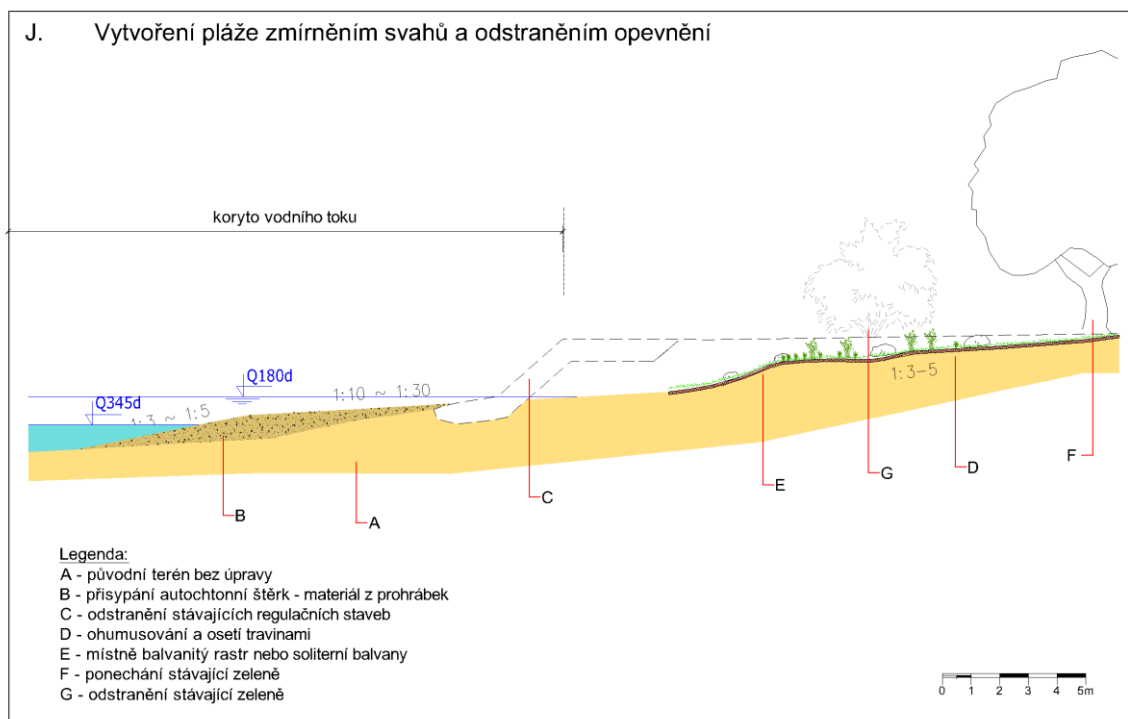 J. Vytvoření pláže zmírněním svahů a odstraněním opevnění
koryto vodního toku
Q180d
1:10 ~ 1:30
Q345d
1:3 ~ 1:5
1:3-5
B
A
C
E
G
D
F
Legenda:
A - původní terén bez úpravy
B - přisypání autochtonní štěrk - materiál z prohrábek
C - odstranění stávajících regulačních staveb
D - ohumusování a osetí travinami
E - místně balvanitý rastr nebo soliterní balvany
F - ponechání stávající zeleně
G - odstranění stávající zeleně
0 1 2 3 4 5m